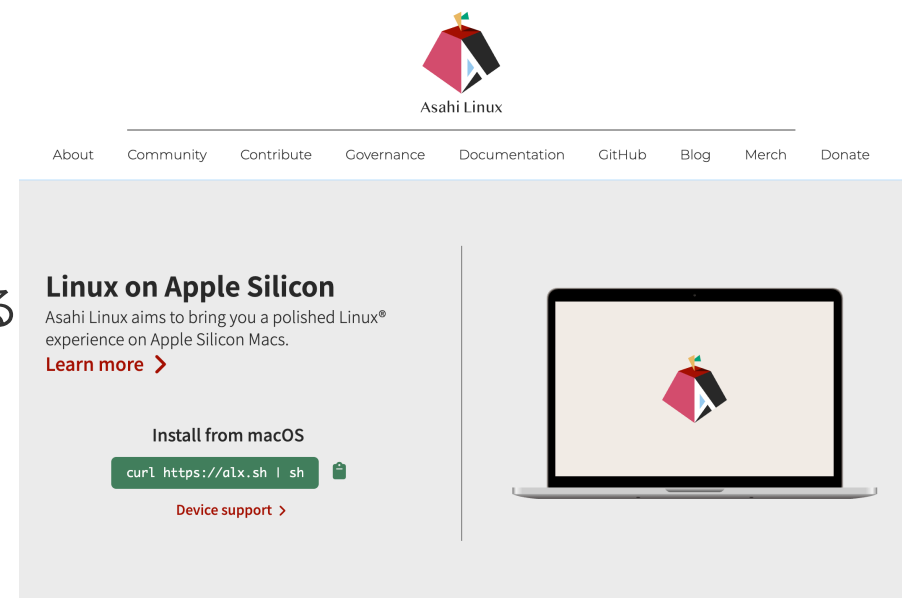 Asahi Linux
About Community Contribute Governance Documentation GitHub Blog Merch Donate
Linux on Apple Silicon
Asahi Linux aims to bring you a polished Linux®
experience on Apple Silicon Macs.
Learn more
Install from macOS
curl https://alx.sh | sh
Device support